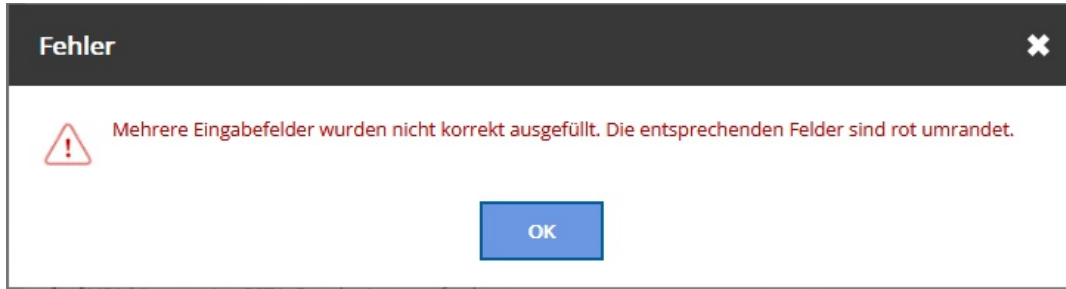 Fehler
Mehrere Eingabefelder wurden nicht korrekt ausgefüllt. Die entsprechenden Felder sind rot umrandet.
OK